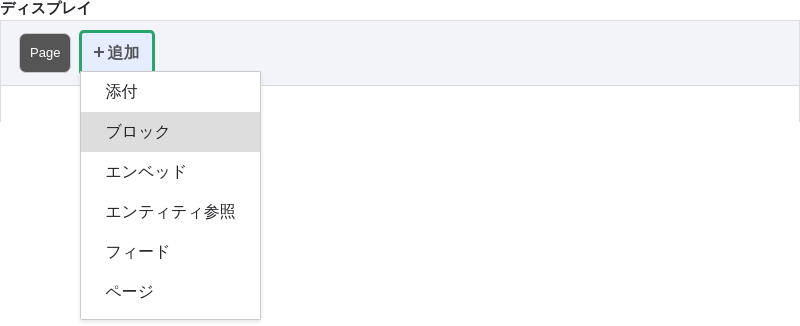 ディスプレイ
Page
+ 追加
添付
ブロック
エンベッド
エンティティ参照
フィード
ページ